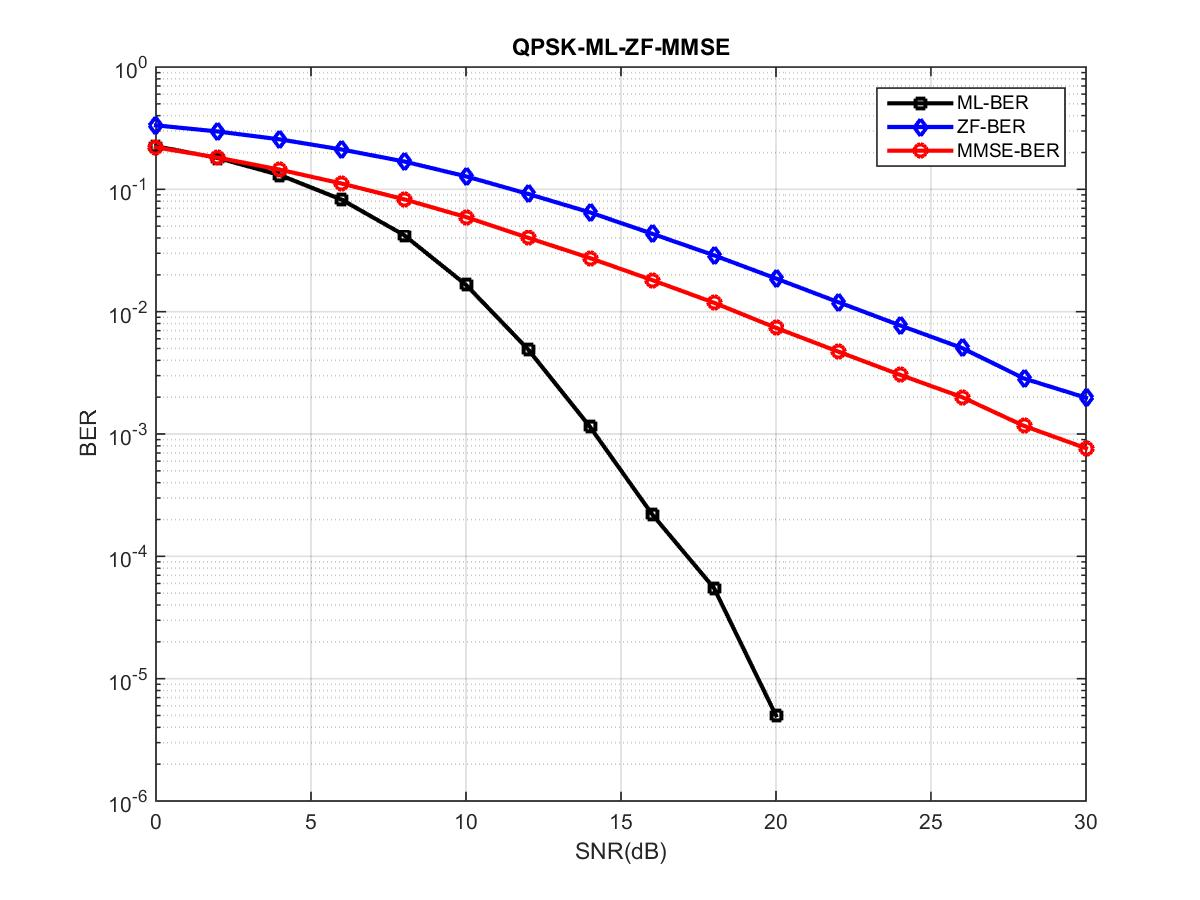 QPSK-ML-ZF-MMSE
ML-BER
ZF-BER
MMSE-BER
10^0
10^-1
10^-2
10^-3
10^-4
10^-5
10^-6
BER
0 5 10 15 20 25 30
SNR(dB)